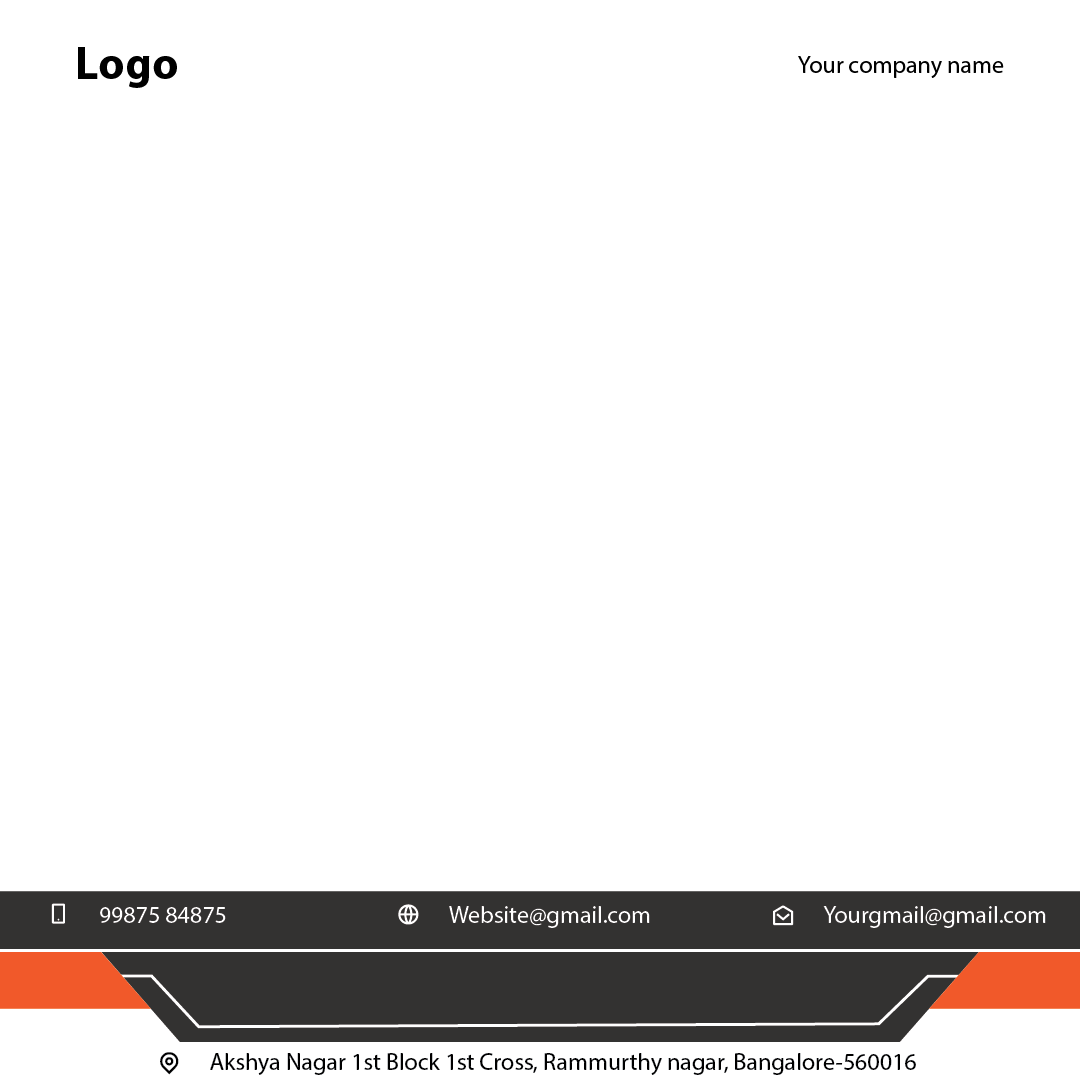 Logo
Your company name
99875 84875
Website@gmail.com
Yourgmail@gmail.com
Akshya Nagar 1st Block 1st Cross, Rammurthy nagar, Bangalore-560016